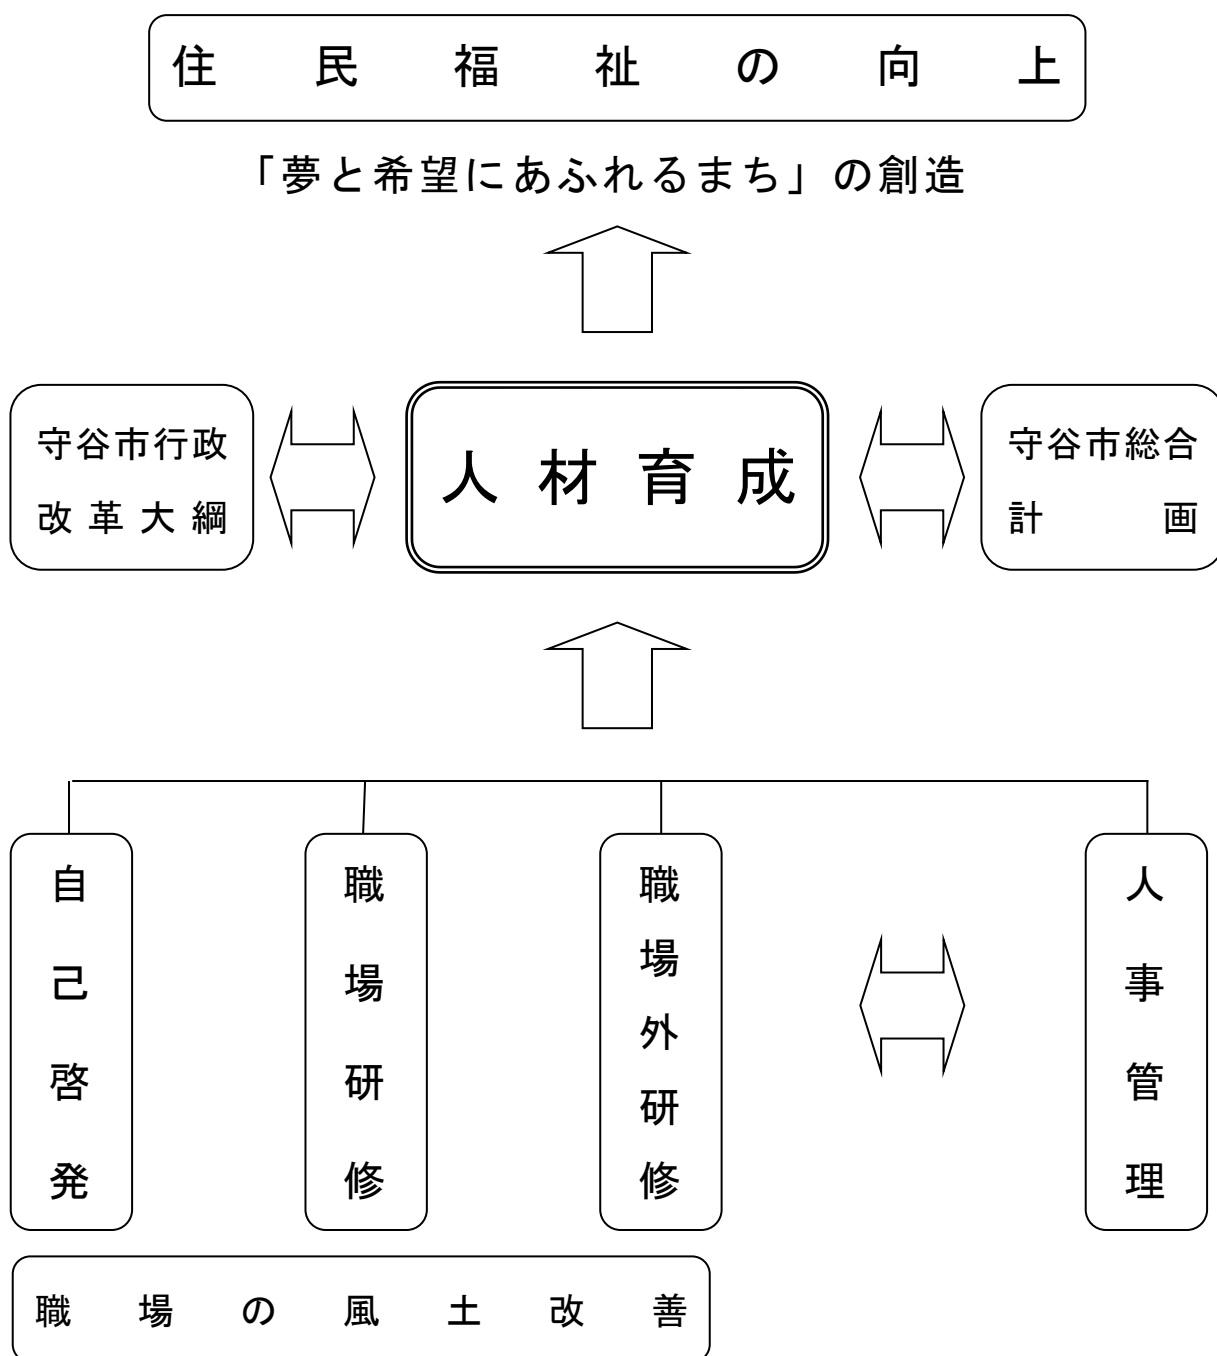 住民福祉の向上
「夢と希望にあふれるまち」の創造
守谷市行政
改革大綱
人材育成
守谷市総合
計画
自己啓発
職場研修
職場外研修
人事管理
職場の風土改善